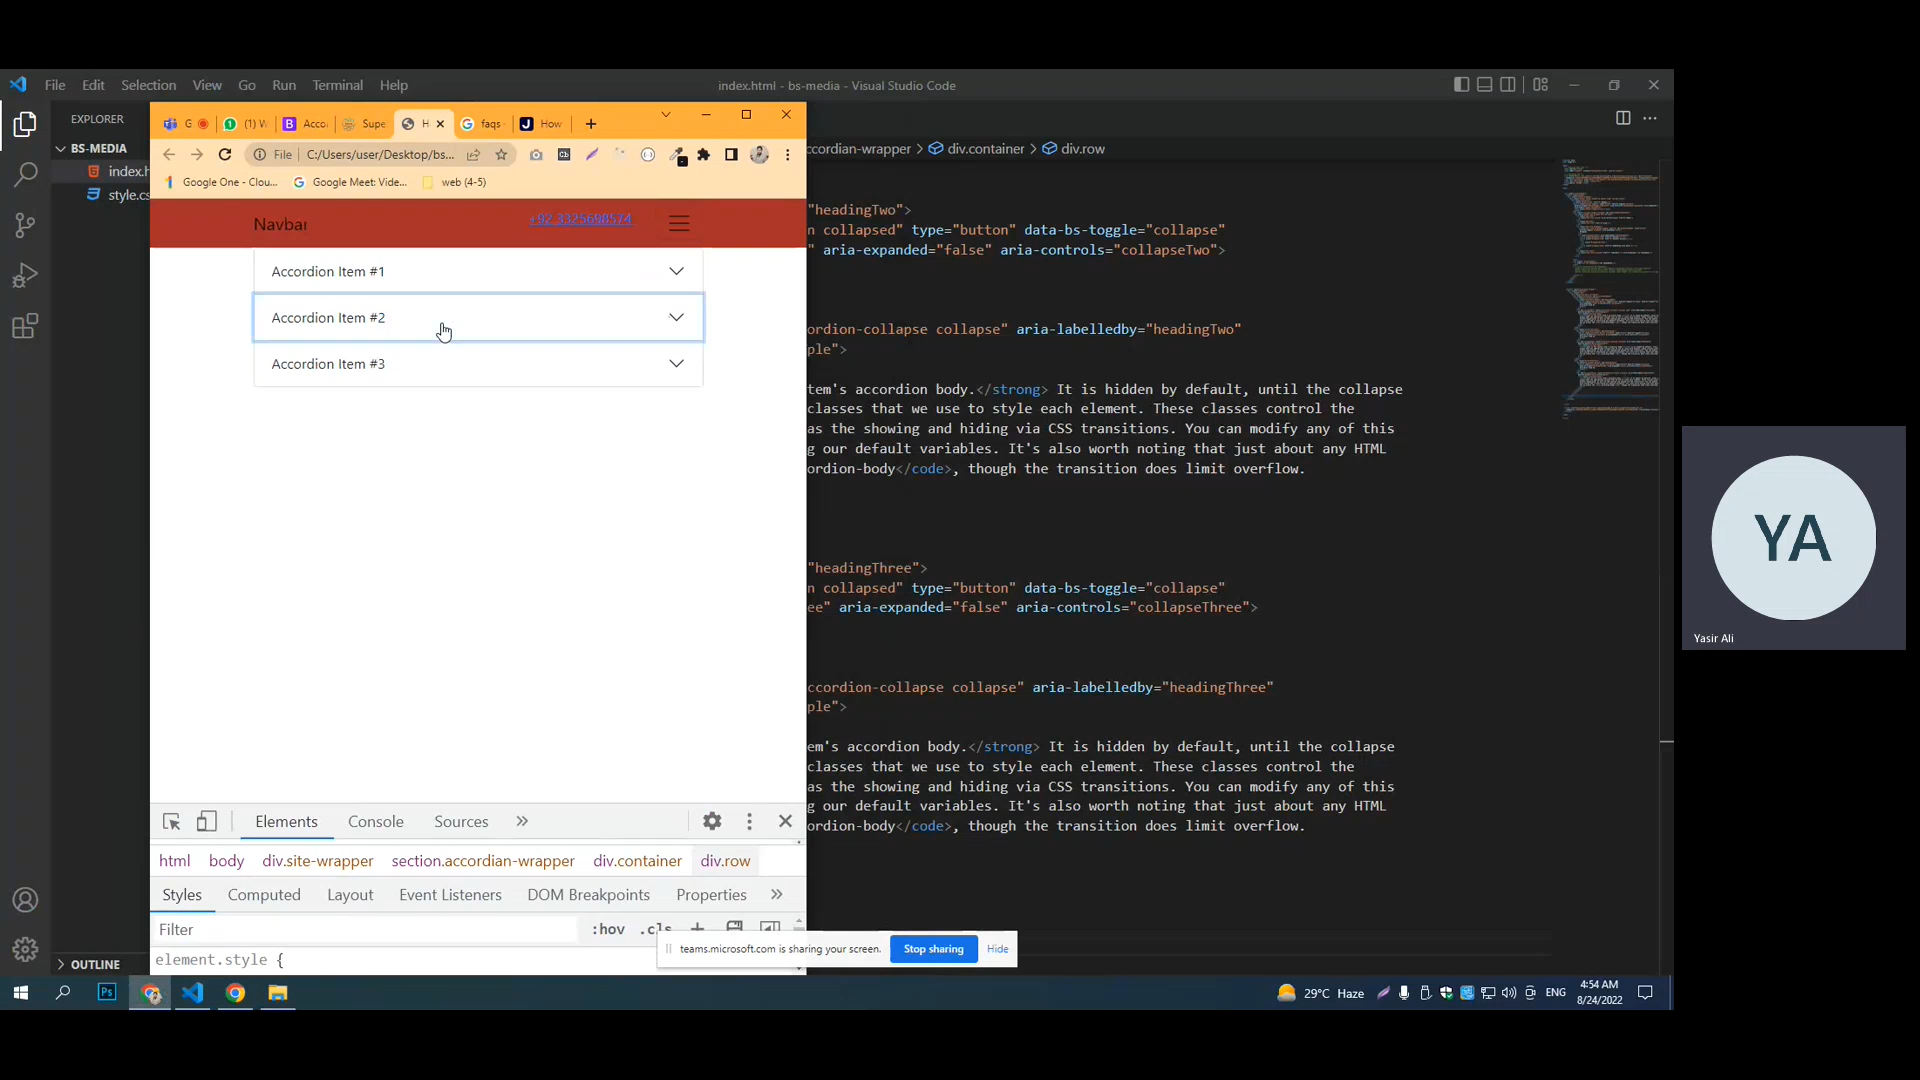 File Edit Selection View Go Run Terminal Help
index.html - bs-media - Visual Studio Code
EXPLORER
BS-MEDIA
index.h
style.cs
OUTLINE
G (1) W Acco Supe H faqs How
File C:/Users/user/Desktop/bs...
Google One - Clou... Google Meet: Vide... web (4-5)
Navbar +92 3325698574
Accordion Item #1
Accordion Item #2
Accordion Item #3
Elements Console Sources
html body div.site-wrapper section.accordian-wrapper div.container div.row
Styles Computed Layout Event Listeners DOM Breakpoints Properties
Filter :hov .cls
element.style {
teams.microsoft.com is sharing your screen. Stop sharing Hide
ccordian-wrapper > div.container > div.row
"headingTwo">
n collapsed" type="button" data-bs-toggle="collapse"
" aria-expanded="false" aria-controls="collapseTwo">
ordion-collapse collapse" aria-labelledby="headingTwo"
ple">
tem's accordion body.</strong> It is hidden by default, until the collapse
classes that we use to style each element. These classes control the
as the showing and hiding via CSS transitions. You can modify any of this
g our default variables. It's also worth noting that just about any HTML
ordion-body</code>, though the transition does limit overflow.
"headingThree">
n collapsed" type="button" data-bs-toggle="collapse"
ee" aria-expanded="false" aria-controls="collapseThree">
ccordion-collapse collapse" aria-labelledby="headingThree"
ple">
em's accordion body.</strong> It is hidden by default, until the collapse
classes that we use to style each element. These classes control the
as the showing and hiding via CSS transitions. You can modify any of this
g our default variables. It's also worth noting that just about any HTML
ordion-body</code>, though the transition does limit overflow.
YA
Yasir Ali
Ps
29°C Haze ENG
4:54 AM
8/24/2022